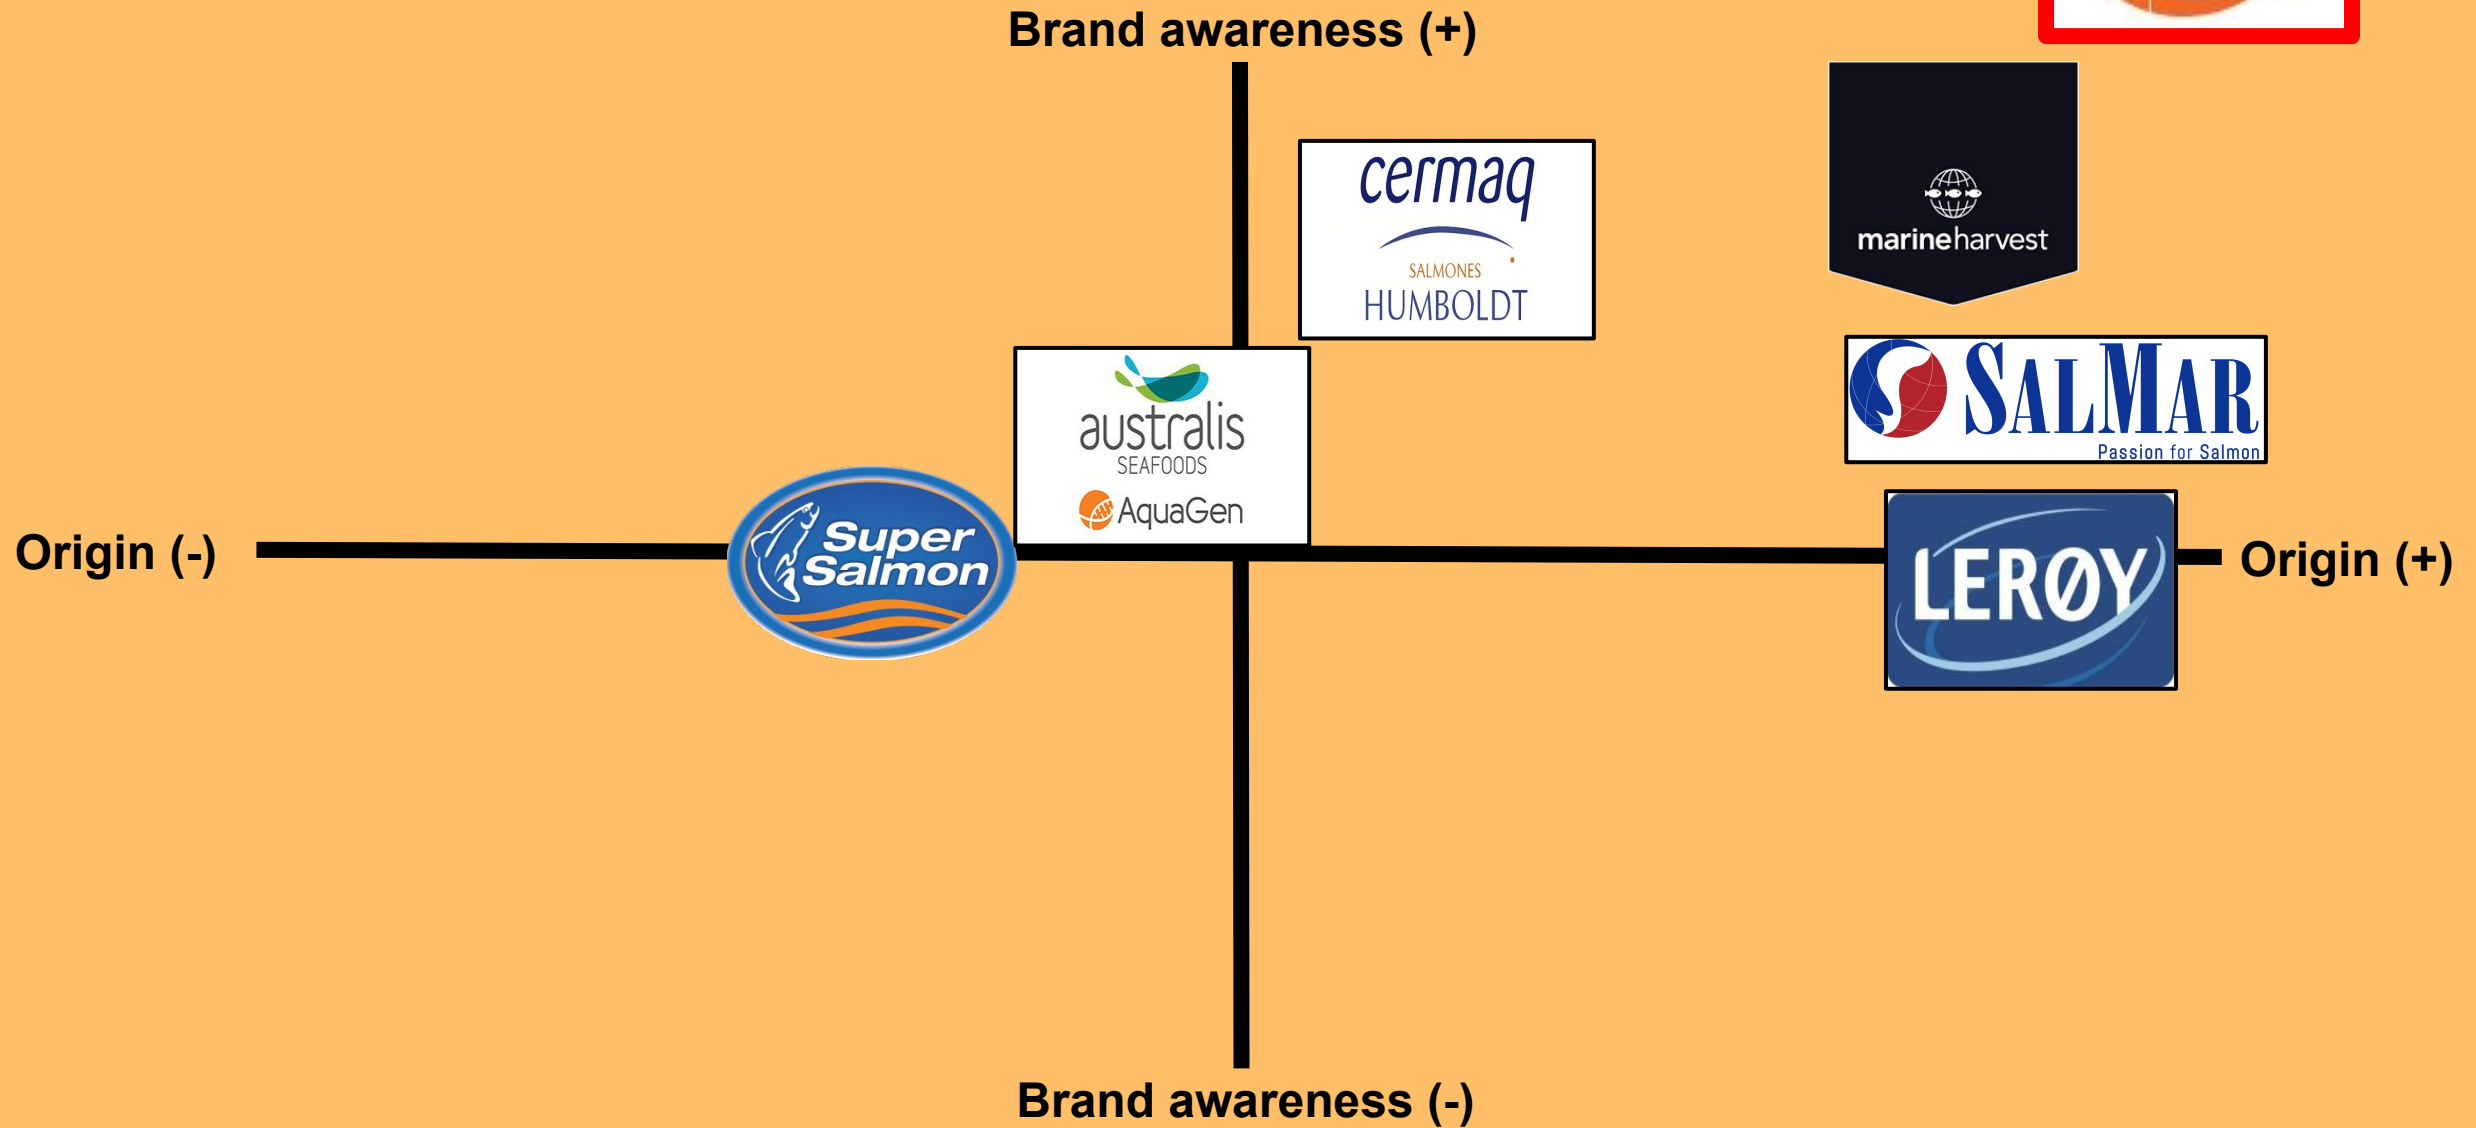 Brand awareness (+)
cermaq
SALMONES
HUMBOLDT
marineharvest
australis
SEAFOODS
AquaGen
SALMAR
Passion for Salmon
Super
Salmon
LERØY
Origin (-)
Origin (+)
Brand awareness (-)